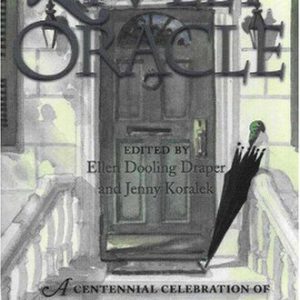 ORACLE
EDITED BY
Ellen Dooling Draper
and Jenny Koralek
A CENTENNIAL CELEBRATION OF